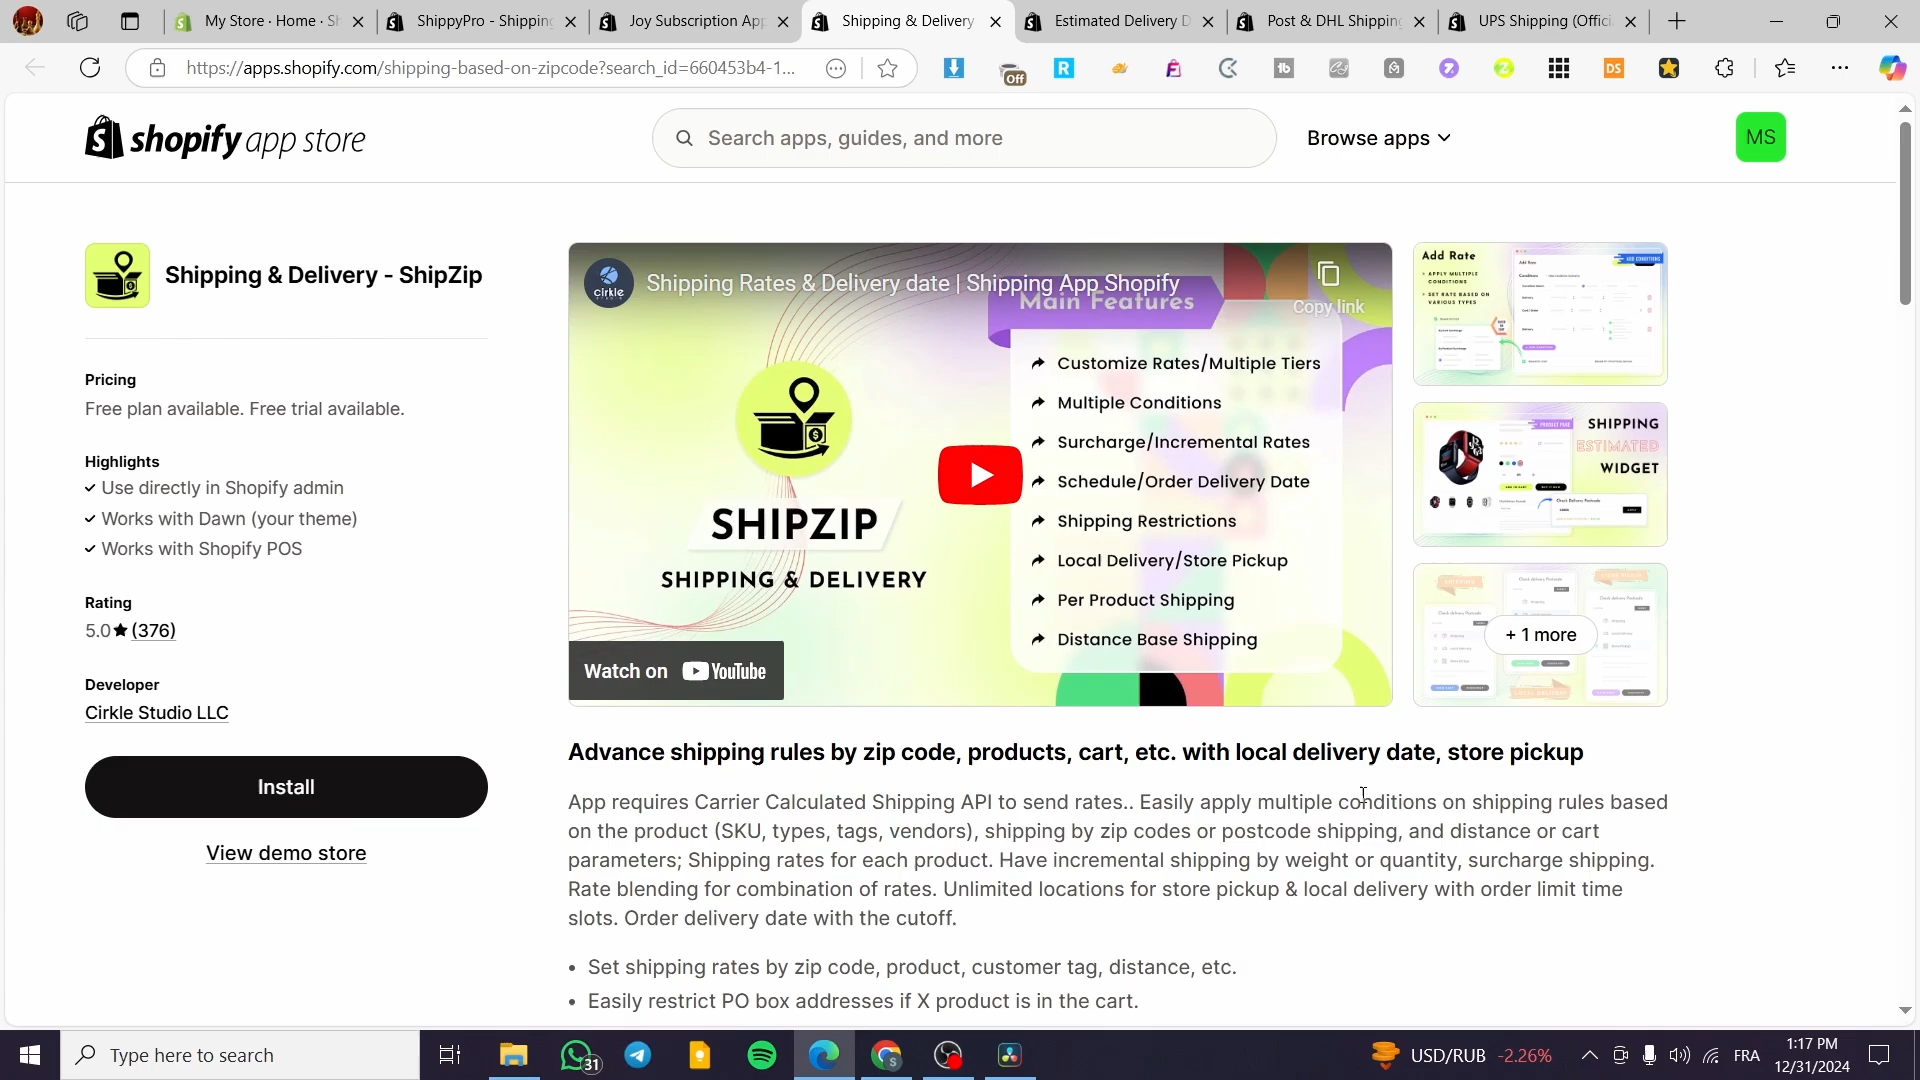 My Store · Home · Sh
ShippyPro - Shipping
Joy Subscription App
Shipping & Delivery
Estimated Delivery D
Post & DHL Shipping
UPS Shipping (Offici
https://apps.shopify.com/shipping-based-on-zipcode?search_id=660453b4-1...
Off
shopify app store
Search apps, guides, and more
Browse apps
MS
Shipping & Delivery - ShipZip
Pricing
Free plan available. Free trial available.
Highlights
Use directly in Shopify admin
Works with Dawn (your theme)
Works with Shopify POS
Rating
5.0★ (376)
Developer
Cirkle Studio LLC
Install
View demo store
cirkle
Shipping Rates & Delivery date | Shipping App Shopify
Copy link
Main Features
Customize Rates/Multiple Tiers
Multiple Conditions
Surcharge/Incremental Rates
Schedule/Order Delivery Date
Shipping Restrictions
Local Delivery/Store Pickup
Per Product Shipping
Distance Base Shipping
SHIPZIP
SHIPPING & DELIVERY
Watch on YouTube
Add Rate
APPLY MULTIPLE
CONDITIONS
SET RATE BASED ON
VARIOUS TYPES
SHIPPING
ESTIMATED
WIDGET
+ 1 more
Advance shipping rules by zip code, products, cart, etc. with local delivery date, store pickup
App requires Carrier Calculated Shipping API to send rates.. Easily apply multiple conditions on shipping rules based
on the product (SKU, types, tags, vendors), shipping by zip codes or postcode shipping, and distance or cart
parameters; Shipping rates for each product. Have incremental shipping by weight or quantity, surcharge shipping.
Rate blending for combination of rates. Unlimited locations for store pickup & local delivery with order limit time
slots. Order delivery date with the cutoff.
• Set shipping rates by zip code, product, customer tag, distance, etc.
• Easily restrict PO box addresses if X product is in the cart.
Type here to search
31
USD/RUB -2.26%
FRA
1:17 PM
12/31/2024